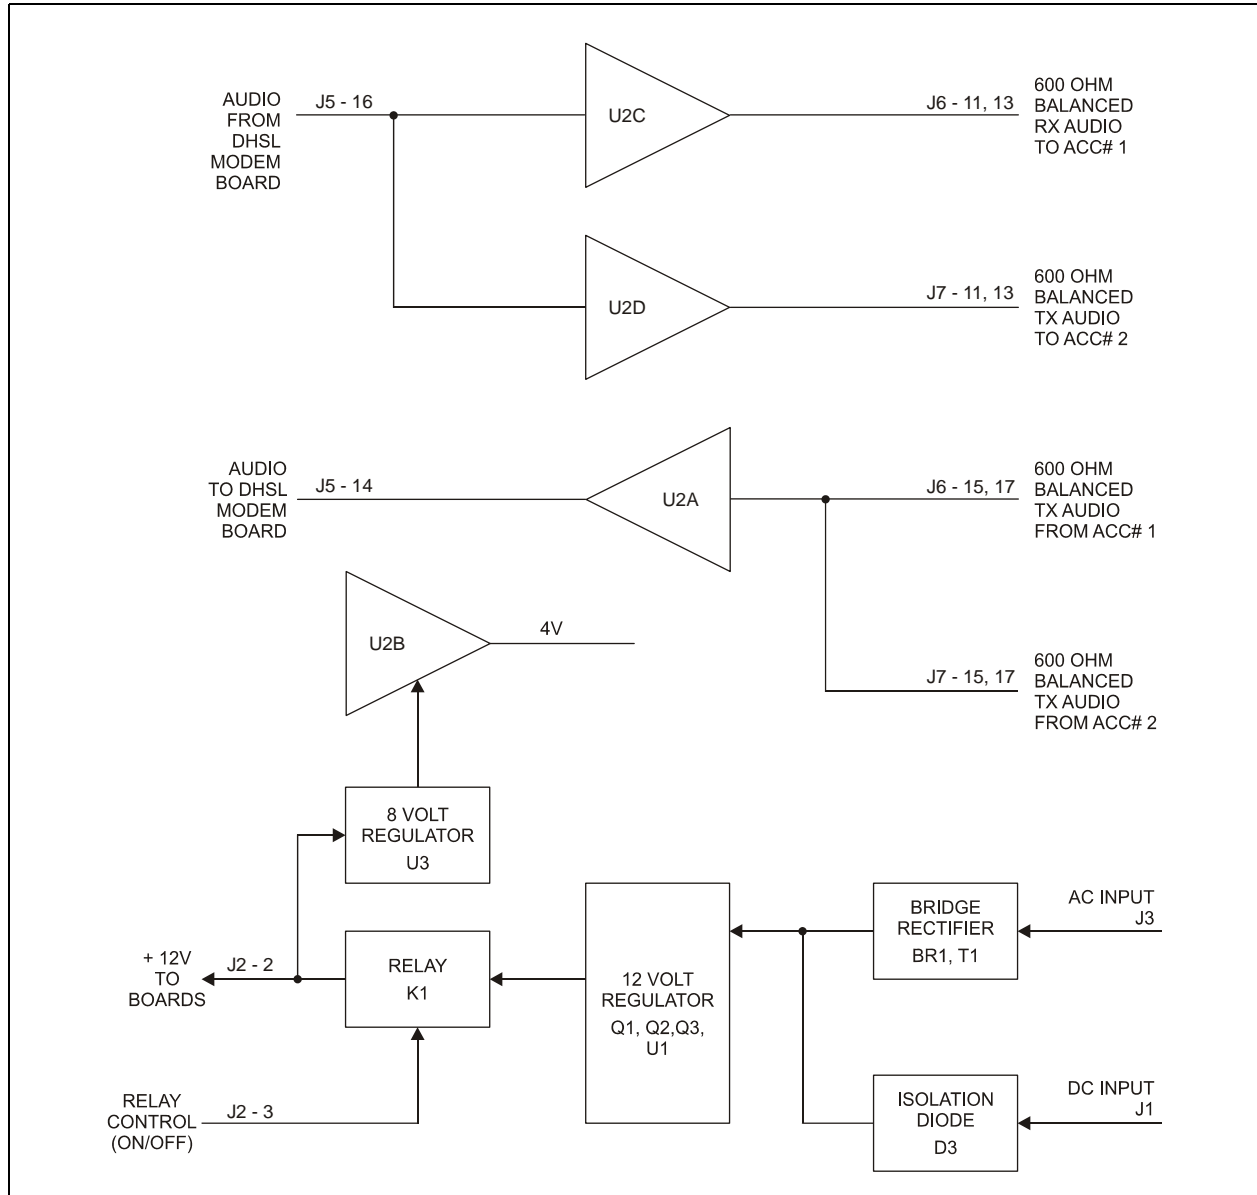 AUDIO
FROM
DHSL
MODEM
BOARD
J5 - 16
U2C
J6 - 11, 13
600 OHM
BALANCED
RX AUDIO
TO ACC# 1
U2D
J7 - 11, 13
600 OHM
BALANCED
TX AUDIO
TO ACC# 2
AUDIO
TO DHSL
MODEM
BOARD
J5 - 14
U2A
J6 - 15, 17
600 OHM
BALANCED
TX AUDIO
FROM ACC# 1
U2B
4V
J7 - 15, 17
600 OHM
BALANCED
TX AUDIO
FROM ACC# 2
8 VOLT
REGULATOR
U3
+ 12V
TO
BOARDS
J2 - 2
RELAY
K1
12 VOLT
REGULATOR
Q1, Q2,Q3,
U1
BRIDGE
RECTIFIER
BR1, T1
AC INPUT
J3
RELAY
CONTROL
(ON/OFF)
J2 - 3
ISOLATION
DIODE
D3
DC INPUT
J1